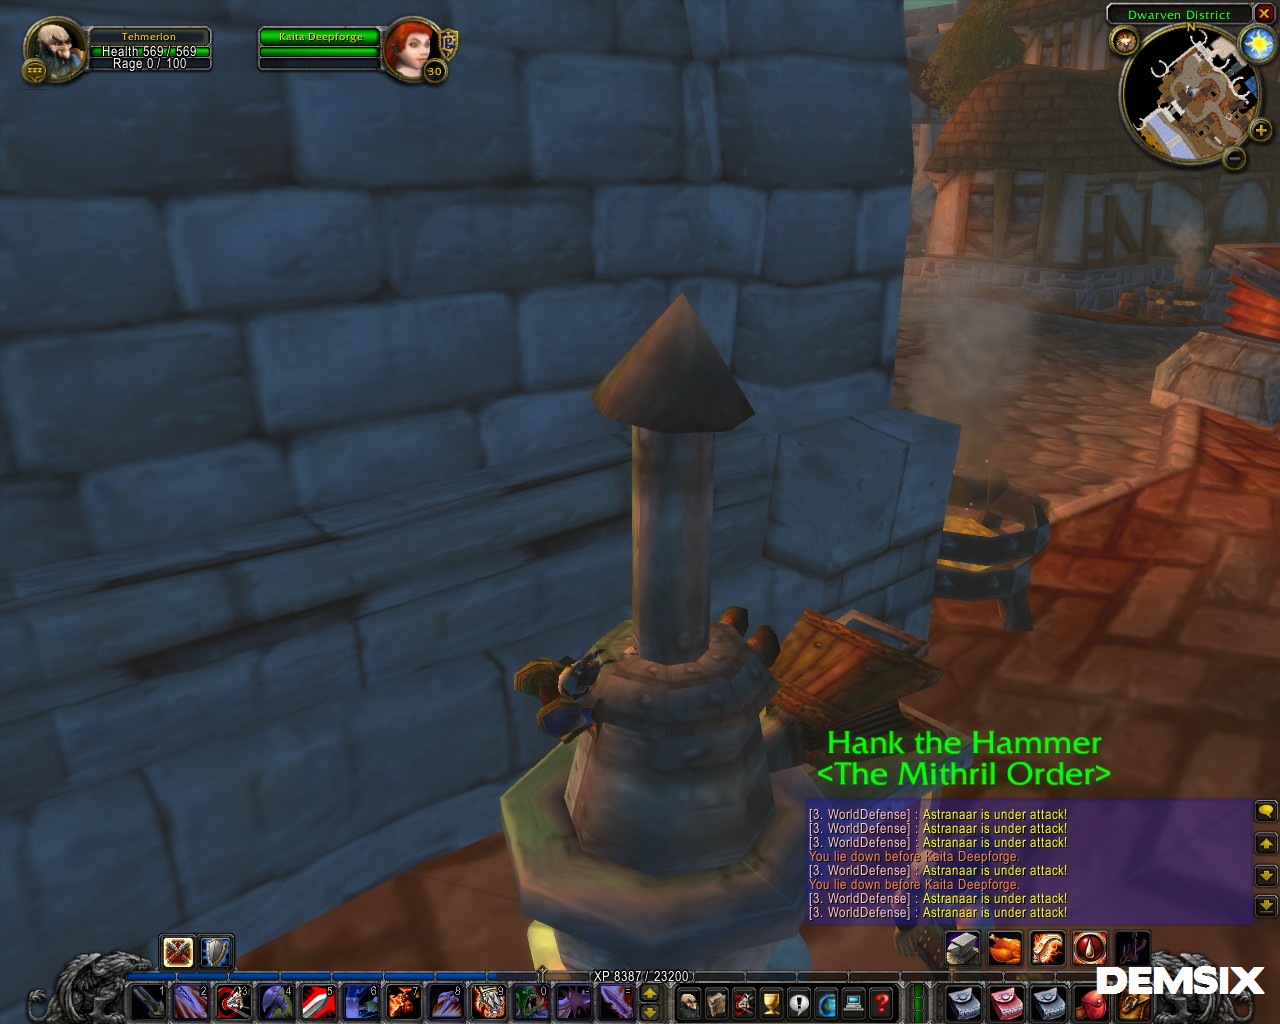 Tehmerlon
Health 569 / 569
Rage 0 / 100
zzz
Kaita Deepforge
30
Dwarven District
N
Hank the Hammer
<The Mithril Order>
[3. WorldDefense] : Astranaar is under attack!
[3. WorldDefense] : Astranaar is under attack!
[3. WorldDefense] : Astranaar is under attack!
You lie down before Kaita Deepforge.
[3. WorldDefense] : Astranaar is under attack!
You lie down before Kaita Deepforge.
[3. WorldDefense] : Astranaar is under attack!
[3. WorldDefense] : Astranaar is under attack!
XP 8387 / 23200
1 2 3 4 5 6 7 8 9 0 - =
DEMSIX